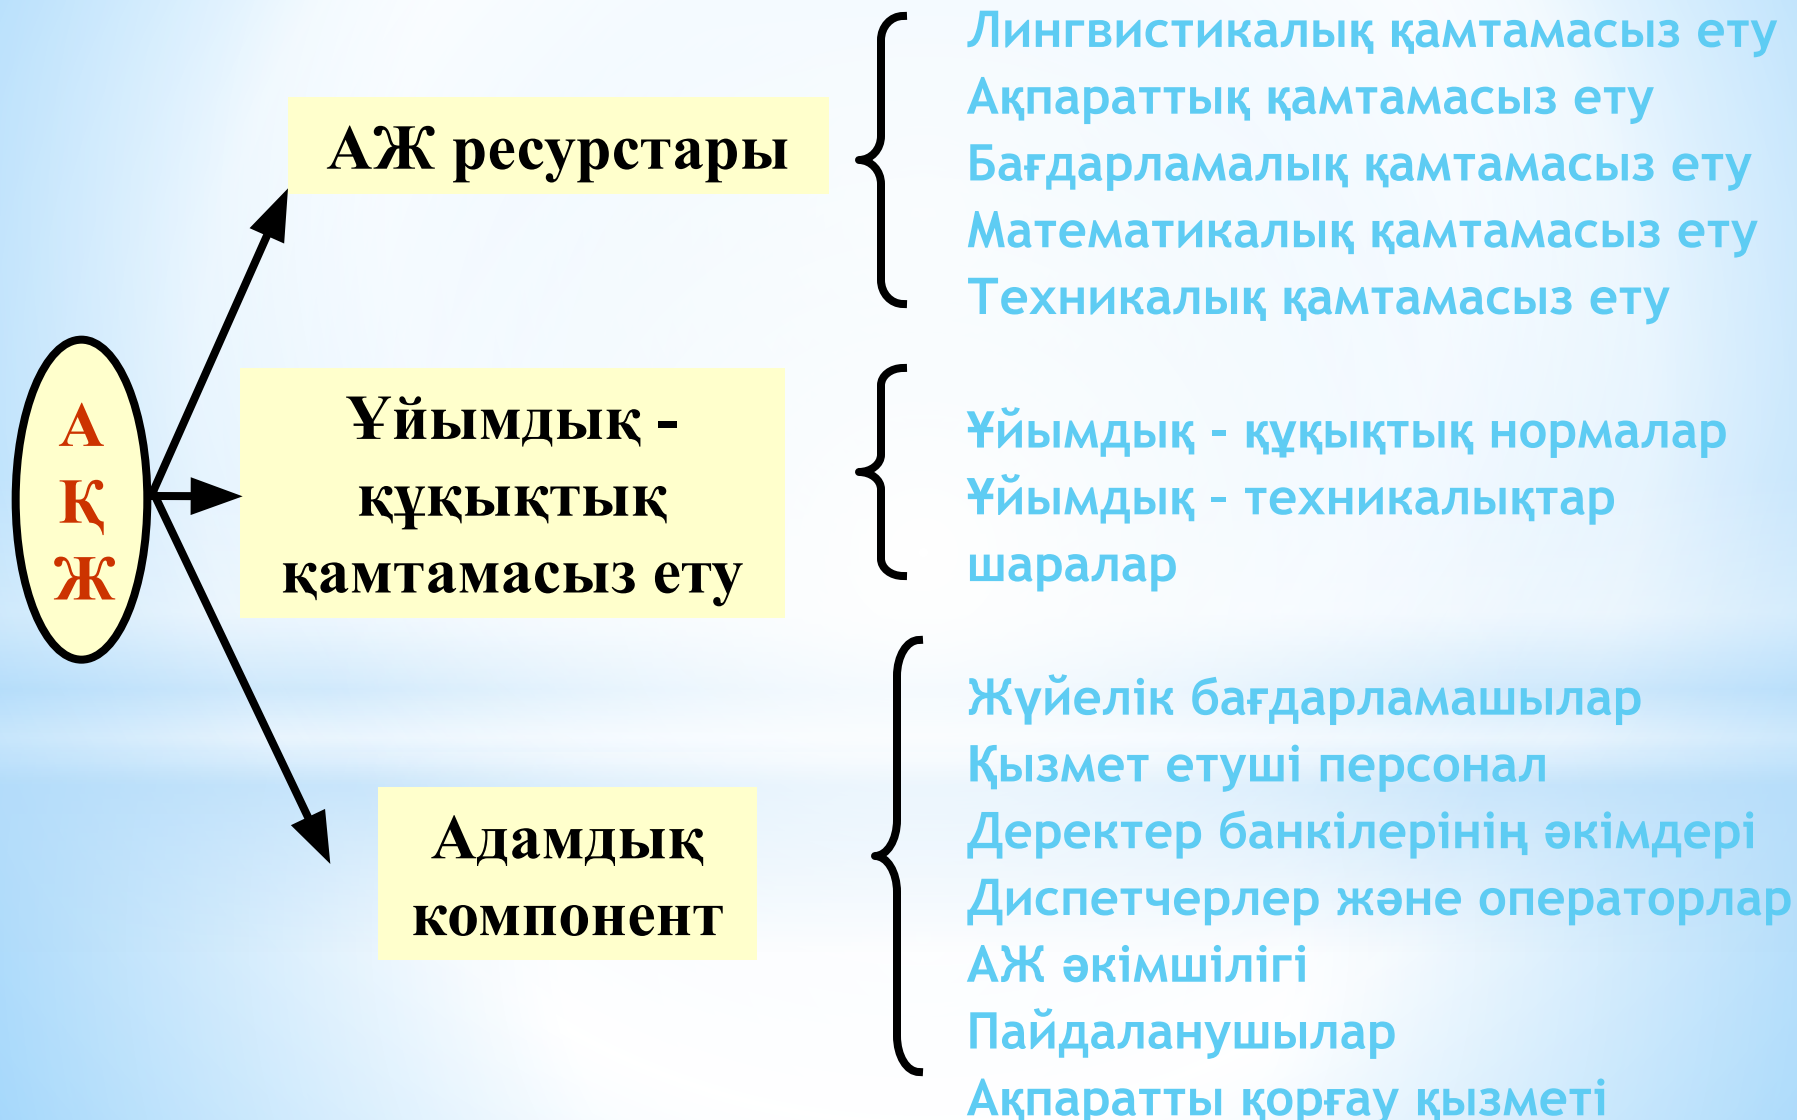 А
Қ
Ж
АЖ ресурстары
Лингвистикалық қамтамасыз ету
Ақпараттық қамтамасыз ету
Бағдарламалық қамтамасыз ету
Математикалық қамтамасыз ету
Техникалық қамтамасыз ету
Ұйымдық -
құқықтық
қамтамасыз ету
Ұйымдық - құқықтық нормалар
Ұйымдық – техникалықтар
шаралар
Адамдық
компонент
Жүйелік бағдарламашылар
Қызмет етуші персонал
Деректер банкілерінің әкімдері
Диспетчерлер және операторлар
АЖ әкімшілігі
Пайдаланушылар
Ақпаратты қорғау қызметі